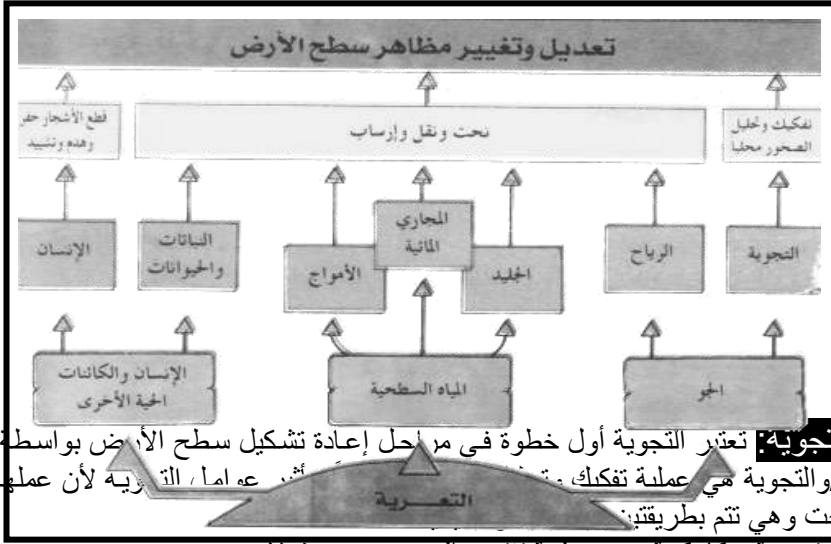 تعديل وتغيير مظاهر سطح الأرض
تفكيك وتحليل
الصخور محليا
نحت ونقل وإرساب
قطع الأشجار حفر
وهدم وتشييد
التجوية
الرياح
الجليد
المجاري
المائية
الأمواج
النباتات
والحيوانات
الإنسان
الجو
المياه السطحية
الإنسان والكائنات
الحية الأخرى
تجوية: تعتبر التجوية أول خطوة في مراحل إعادة تشكيل سطح الأرض بواسطة
والتجوية هي عملية تفكيك عوامل التعرية لأن عملها
وهي تتم بطريقتين
التعـــرية